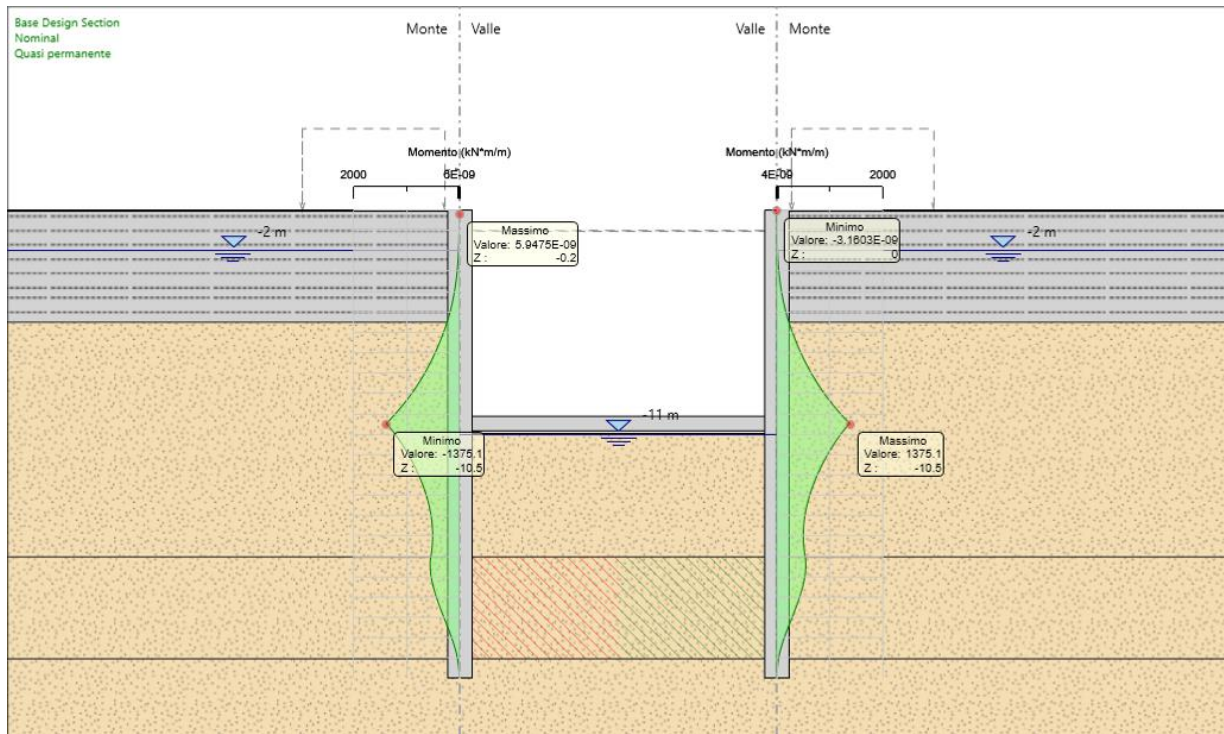 Base Design Section
Nominal
Quasi permanente
Monte Valle
Valle Monte
Momento (kN*m/m)
2000 6E-09
Momento (kN*m/m)
4E-09 2000
-2 m
Massimo
Valore: 5.9475E-09
Z : -0.2
Minimo
Valore: -3.1603E-09
Z : 0
-2 m
-11 m
Minimo
Valore: -1375.1
Z : -10.5
Massimo
Valore: 1375.1
Z : -10.5